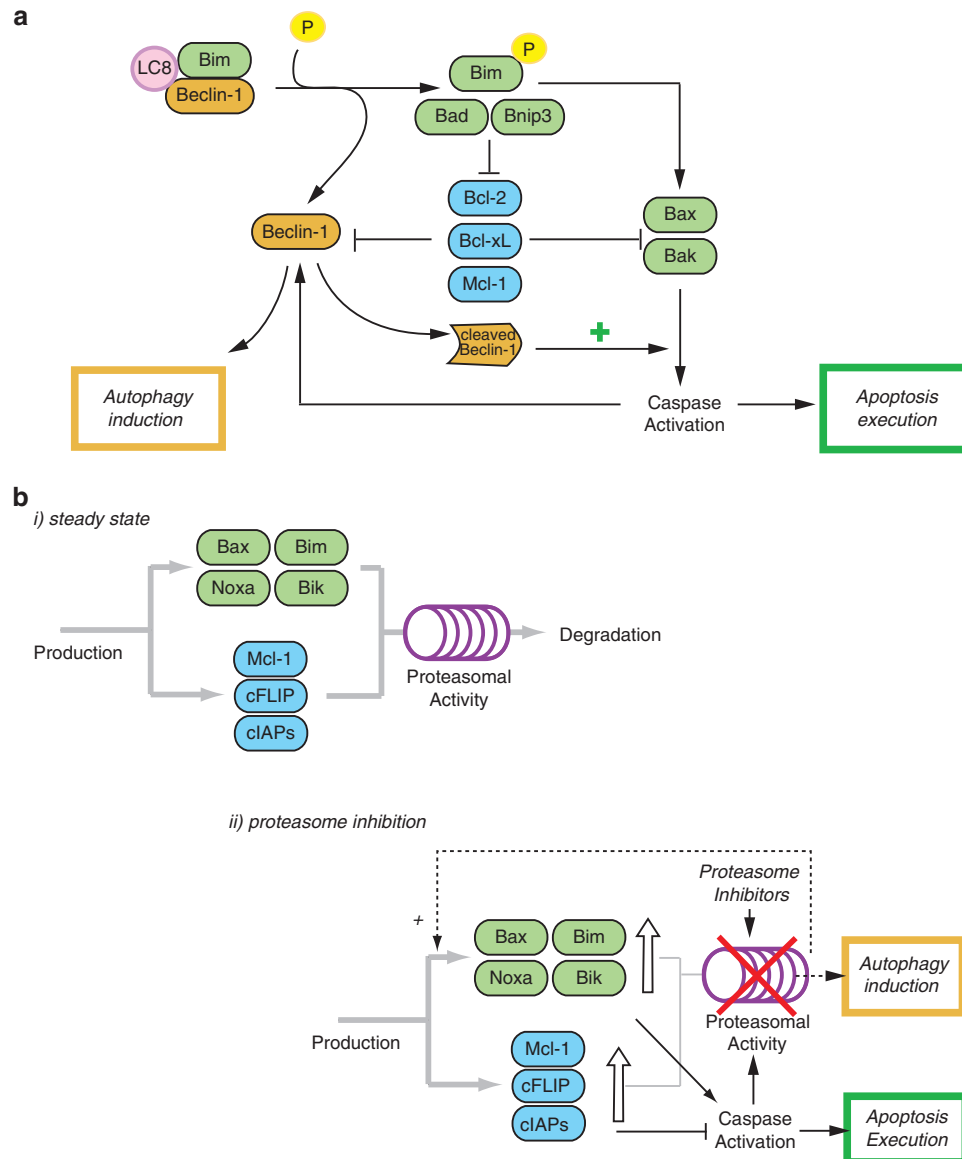 a
P
LC8
Bim
Beclin-1
P
Bim
Bad
Bnip3
Bcl-2
Bcl-xL
Mcl-1
Beclin-1
Bax
Bak
cleaved
Beclin-1
+
Autophagy
induction
Caspase
Activation
Apoptosis
execution
b
i) steady state
Bax
Bim
Noxa
Bik
Production
Mcl-1
cFLIP
cIAPs
Proteasomal
Activity
Degradation
ii) proteasome inhibition
Proteasome
Inhibitors
+
Bax
Bim
Noxa
Bik
Autophagy
induction
Proteasomal
Activity
Production
Mcl-1
cFLIP
cIAPs
Caspase
Activation
Apoptosis
Execution